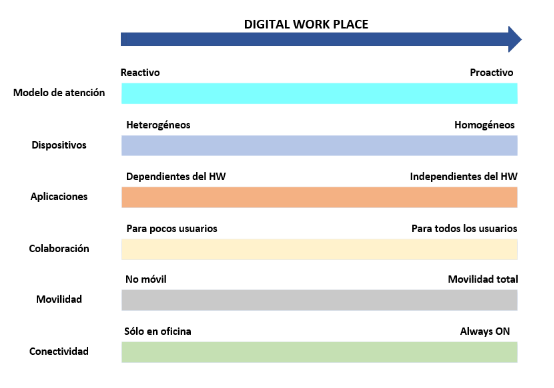 DIGITAL WORK PLACE
Reactivo Proactivo
Modelo de atención
Heterogéneos Homogéneos
Dispositivos
Dependientes del HW Independientes del HW
Aplicaciones
Para pocos usuarios Para todos los usuarios
Colaboración
No móvil Movilidad total
Movilidad
Sólo en oficina Always ON
Conectividad